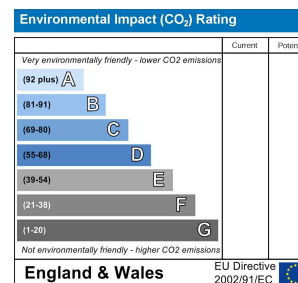 Environmental Impact (CO2) Rating
Current Poten
Very environmentally friendly - lower CO2 emissions
(92 plus) A
(81-91) B
(69-80) C
(55-68) D
(39-54) E
(21-38) F
(1-20) G
Not environmentally friendly - higher CO2 emissions
England & Wales
EU Directive
2002/91/EC